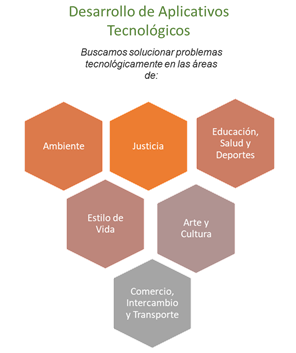 Desarrollo de Aplicativos
Tecnológicos
Buscamos solucionar problemas
tecnológicamente en las áreas
de:
Ambiente
Justicia
Educación,
Salud y
Deportes
Estilo de
Vida
Arte y
Cultura
Comercio,
Intercambio
y Transporte